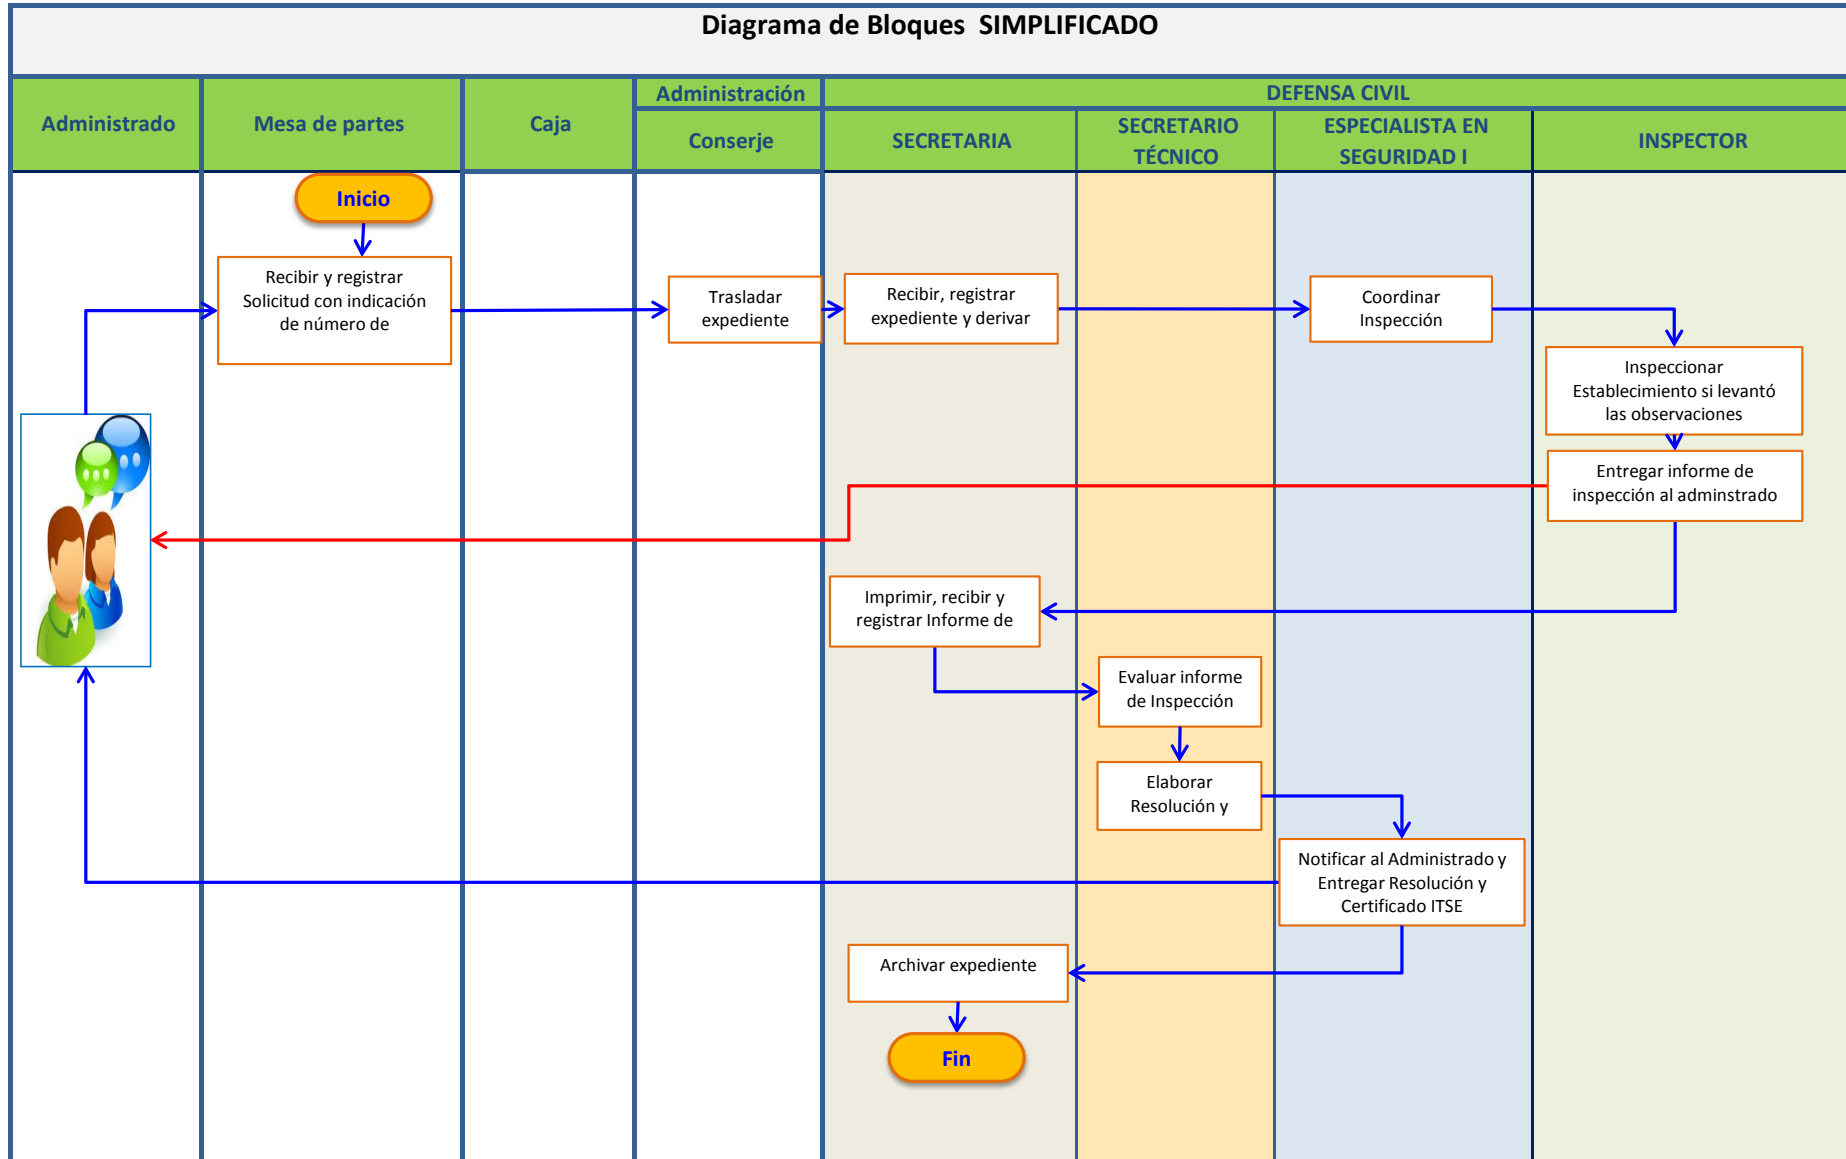 Diagrama de Bloques  SIMPLIFICADO
Administrado
Mesa de partes
Caja
Administración
Conserje
DEFENSA CIVIL
SECRETARIA
SECRETARIO
TÉCNICO
ESPECIALISTA EN
SEGURIDAD I
INSPECTOR
Inicio
Recibir y registrar
Solicitud con indicación
de número de
Trasladar
expediente
Recibir, registrar
expediente y derivar
Coordinar
Inspección
Inspeccionar
Establecimiento si levantó
las observaciones
Entregar informe de
inspección al adminstrado
Imprimir, recibir y
registrar Informe de
Evaluar informe
de Inspección
Elaborar
Resolución y
Notificar al Administrado y
Entregar Resolución y
Certificado ITSE
Archivar expediente
Fin